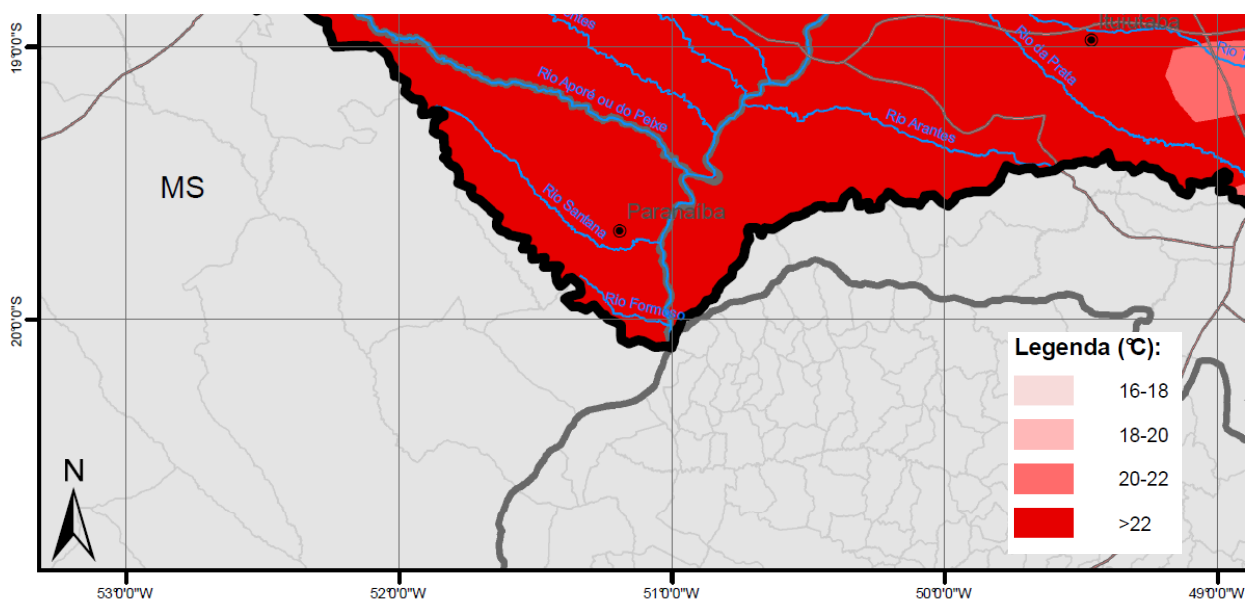 Ituiutaba
Rio da Prata
Rio Aporé ou do Peixe
Rio Arantes
MS
Rio Santana
Paranaíba
Rio Formoso
19°0'0"S
20°0'0"S
Legenda (°C):
16-18
18-20
20-22
>22
N
53°0'0"W
52°0'0"W
51°0'0"W
50°0'0"W
49°0'0"W